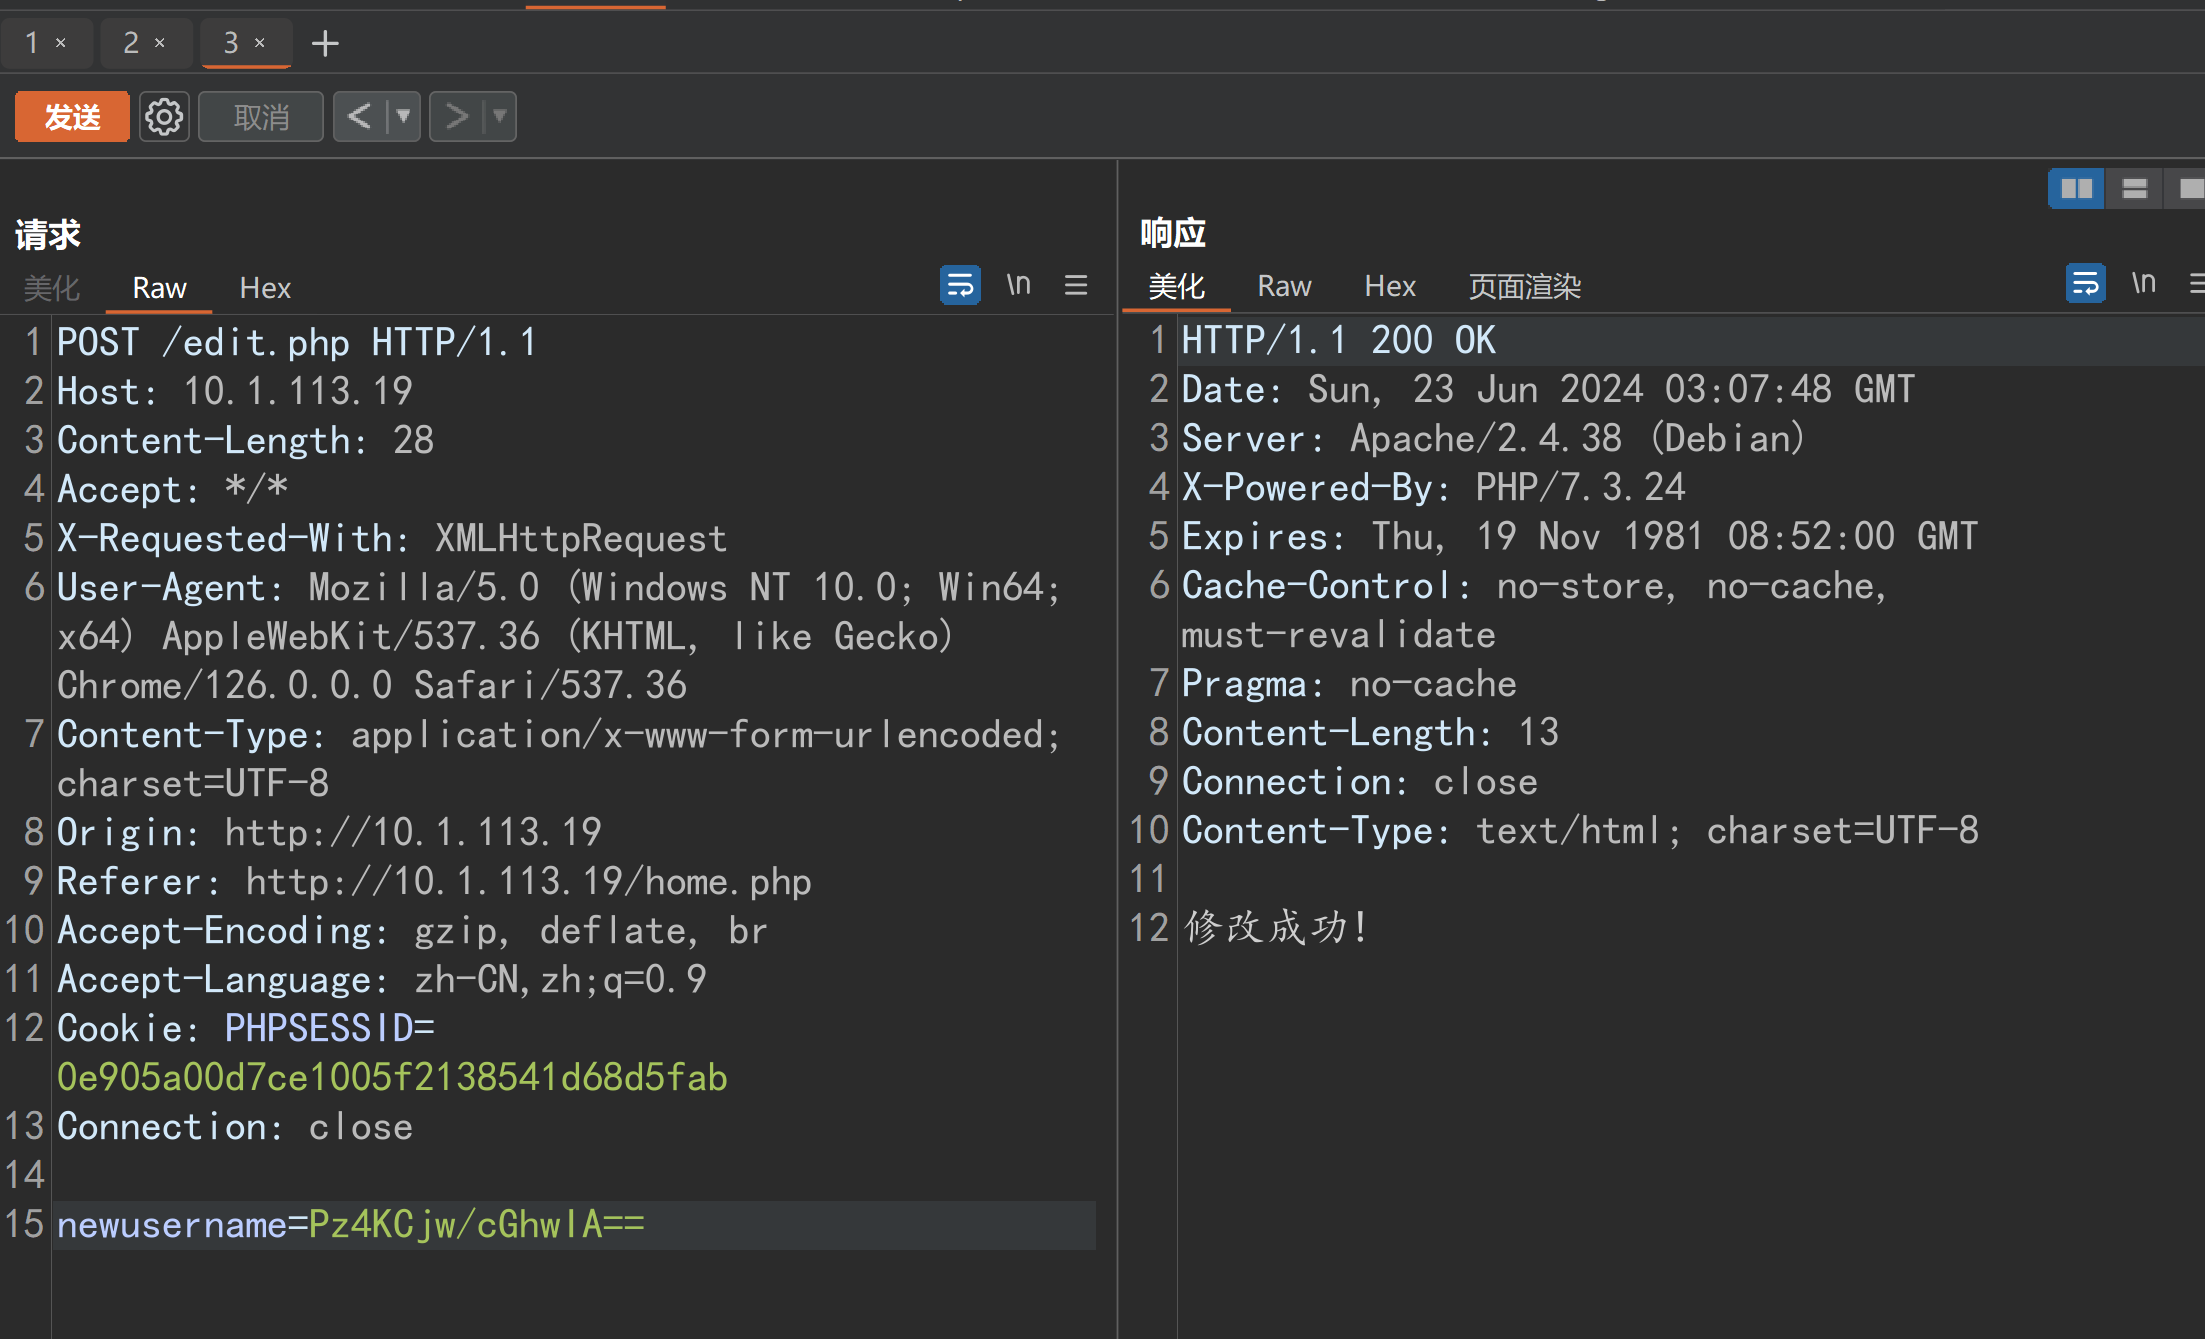 1 × 2 × 3 × +
发送 取消 < >
请求
美化 Raw Hex \n
1 POST /edit.php HTTP/1.1
2 Host: 10.1.113.19
3 Content-Length: 28
4 Accept: */*
5 X-Requested-With: XMLHttpRequest
6 User-Agent: Mozilla/5.0 (Windows NT 10.0; Win64;
x64) AppleWebKit/537.36 (KHTML, like Gecko)
Chrome/126.0.0.0 Safari/537.36
7 Content-Type: application/x-www-form-urlencoded;
charset=UTF-8
8 Origin: http://10.1.113.19
9 Referer: http://10.1.113.19/home.php
10 Accept-Encoding: gzip, deflate, br
11 Accept-Language: zh-CN,zh;q=0.9
12 Cookie: PHPSESSID=
0e905a00d7ce1005f2138541d68d5fab
13 Connection: close
14
15 newusername=Pz4KCjw/cGhwIA==
响应
美化 Raw Hex 页面渲染 \n
1 HTTP/1.1 200 OK
2 Date: Sun, 23 Jun 2024 03:07:48 GMT
3 Server: Apache/2.4.38 (Debian)
4 X-Powered-By: PHP/7.3.24
5 Expires: Thu, 19 Nov 1981 08:52:00 GMT
6 Cache-Control: no-store, no-cache,
must-revalidate
7 Pragma: no-cache
8 Content-Length: 13
9 Connection: close
10 Content-Type: text/html; charset=UTF-8
11
12 修改成功!